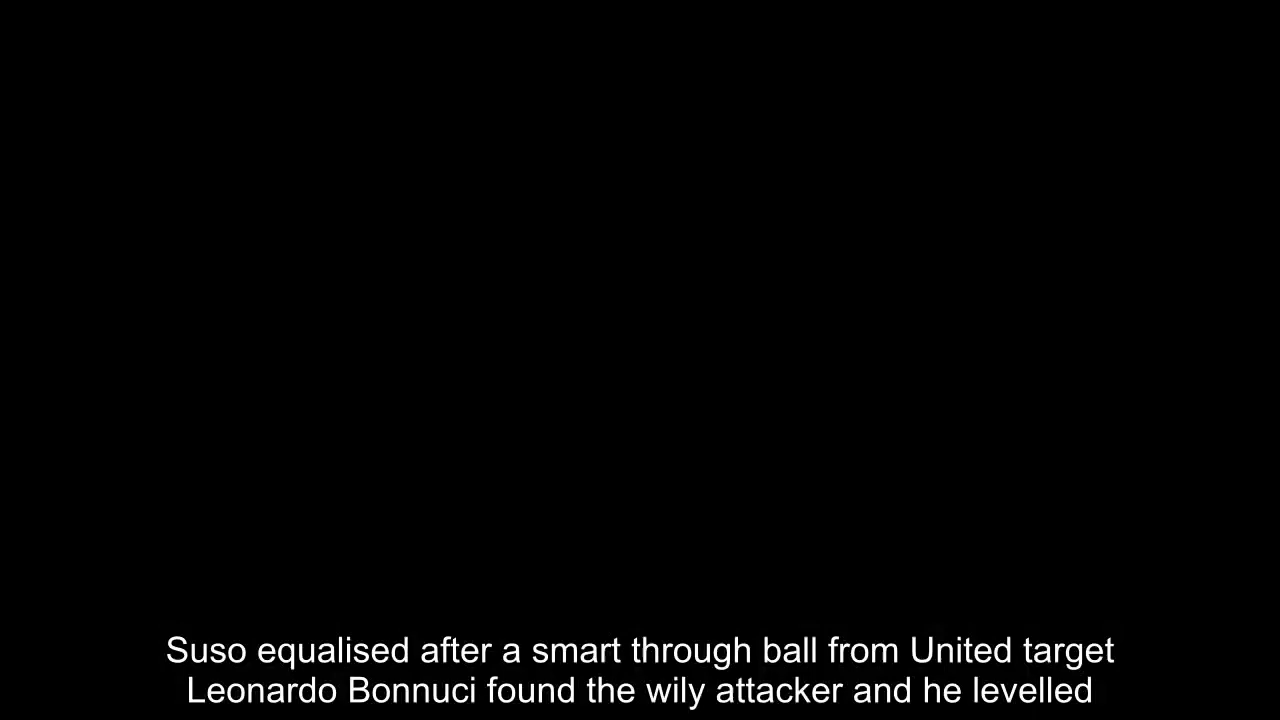 Suso equalised after a smart through ball from United target
Leonardo Bonnuci found the wily attacker and he levelled